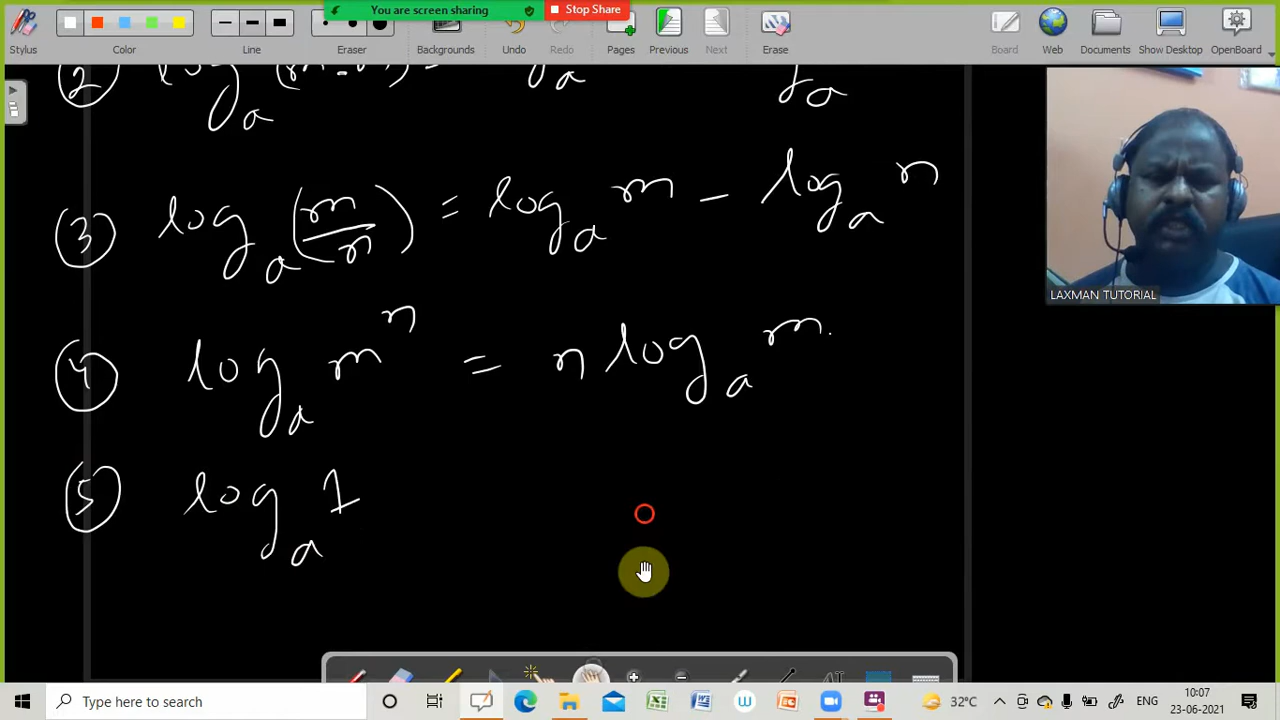 You are screen sharing
Stop Share
Stylus Color Line Eraser Backgrounds Undo Redo Pages Previous Next Erase Board Web Documents Show Desktop OpenBoard
② log_a
③ log_a (m/n) = log_a m - log_a n
LAXMAN TUTORIAL
④ log_a m^n = n log_a m.
⑤ log_a 1
Type here to search
32°C
ENG
10:07
23-06-2021